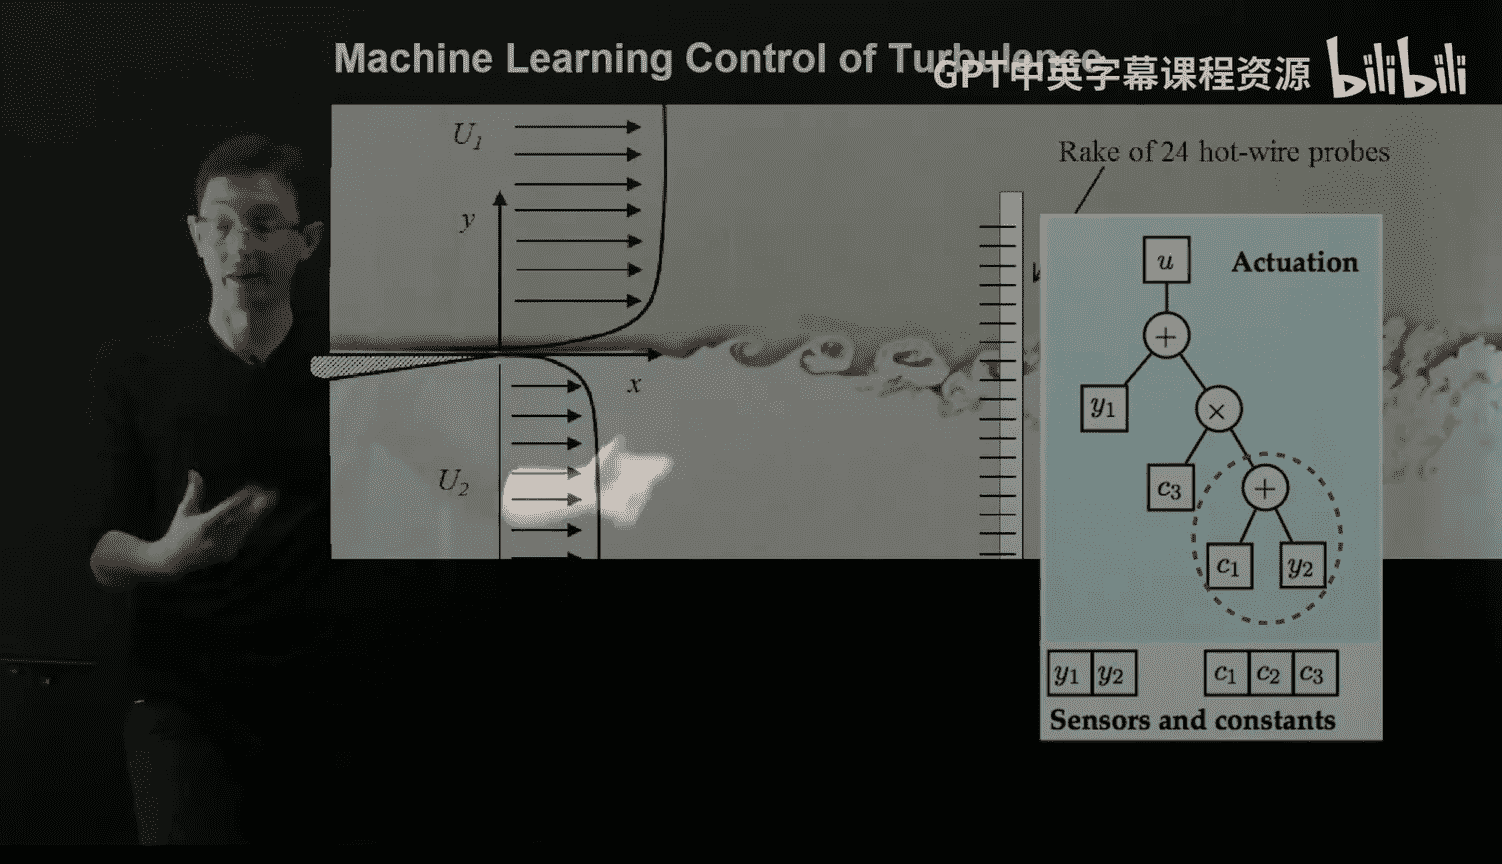 Machine Learning Control of Turbulence
GPT中英字幕课程资源 bilibili
U1
Rake of 24 hot-wire probes
y
x
U2
u
Actuation
+
y1
×
c3
+
c1
y2
y1 y2
c1 c2 c3
Sensors and constants